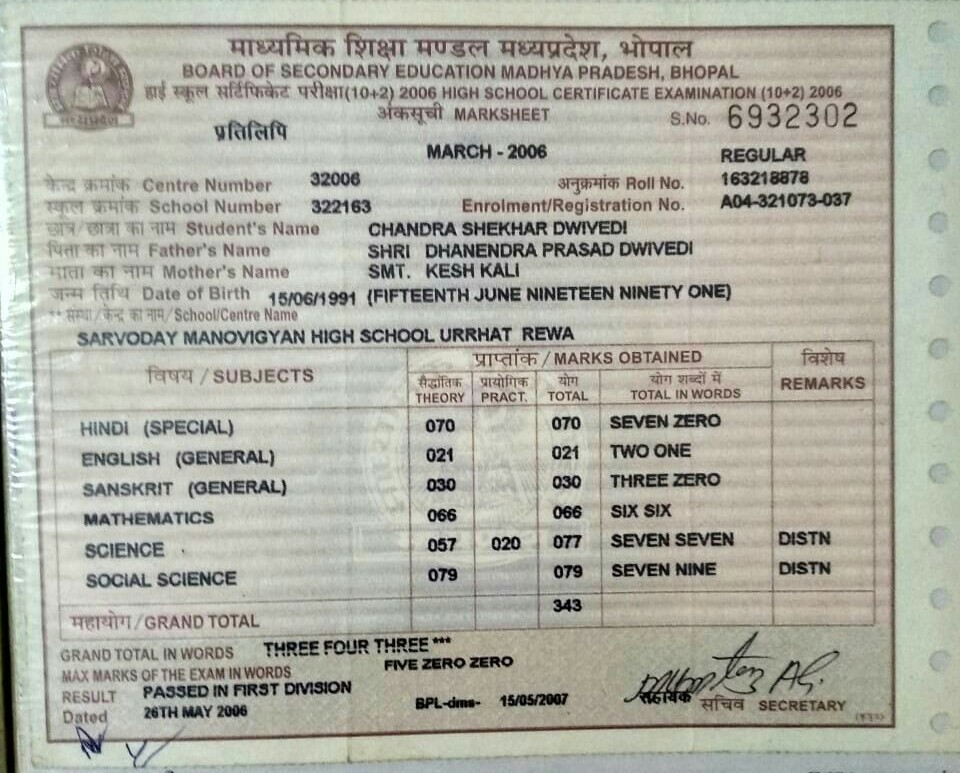 माध्यमिक शिक्षा मण्डल मध्यप्रदेश, भोपाल
BOARD OF SECONDARY EDUCATION MADHYA PRADESH, BHOPAL
हाई स्कूल सर्टिफिकेट परीक्षा(10+2) 2006 HIGH SCHOOL CERTIFICATE EXAMINATION (10+2) 2006
अंकसूची MARKSHEET S.No. 6932302
प्रतिलिपि
मध्यप्रदेश
MARCH - 2006 REGULAR
केन्द्र क्रमांक Centre Number 32006 अनुक्रमांक Roll No. 163218878
स्कूल क्रमांक School Number 322163 Enrolment/Registration No. A04-321073-037
छात्र/छात्रा का नाम Student's Name CHANDRA SHEKHAR DWIVEDI
पिता का नाम Father's Name SHRI DHANENDRA PRASAD DWIVEDI
माता का नाम Mother's Name SMT. KESH KALI
जन्म तिथि Date of Birth 15/06/1991 (FIFTEENTH JUNE NINETEEN NINETY ONE)
** संस्था/केन्द्र का नाम/School/Centre Name
SARVODAY MANOVIGYAN HIGH SCHOOL URRHAT REWA
विषय / SUBJECTS प्राप्तांक / MARKS OBTAINED विशेष REMARKS
सैद्धांतिक THEORY प्रायोगिक PRACT. योग TOTAL योग शब्दों में TOTAL IN WORDS
HINDI (SPECIAL) 070 070 SEVEN ZERO
ENGLISH (GENERAL) 021 021 TWO ONE
SANSKRIT (GENERAL) 030 030 THREE ZERO
MATHEMATICS 066 066 SIX SIX
SCIENCE 057 020 077 SEVEN SEVEN DISTN
SOCIAL SCIENCE 079 079 SEVEN NINE DISTN
महायोग/GRAND TOTAL 343
GRAND TOTAL IN WORDS THREE FOUR THREE ***
MAX MARKS OF THE EXAM IN WORDS FIVE ZERO ZERO
RESULT PASSED IN FIRST DIVISION
Dated 26TH MAY 2006 BPL-dms- 15/05/2007
सहायक सचिव SECRETARY